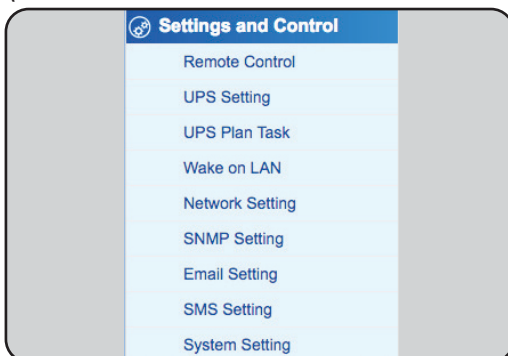 Settings and Control
Remote Control
UPS Setting
UPS Plan Task
Wake on LAN
Network Setting
SNMP Setting
Email Setting
SMS Setting
System Setting